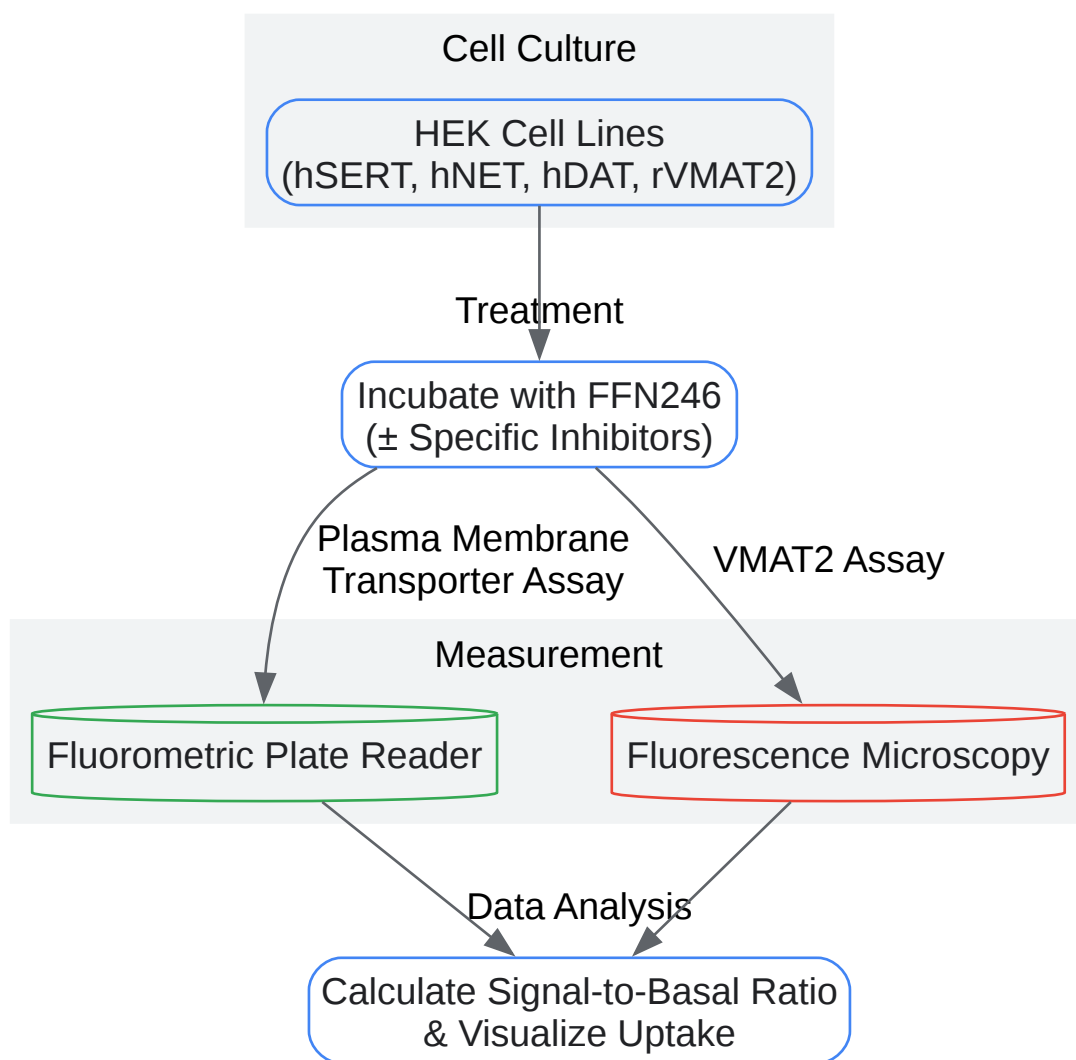 Cell Culture
HEK Cell Lines
(hSERT, hNET, hDAT, rVMAT2)
Treatment
Incubate with FFN246
(± Specific Inhibitors)
Plasma Membrane
Transporter Assay
VMAT2 Assay
Measurement
Fluorometric Plate Reader
Fluorescence Microscopy
Data Analysis
Calculate Signal-to-Basal Ratio
& Visualize Uptake